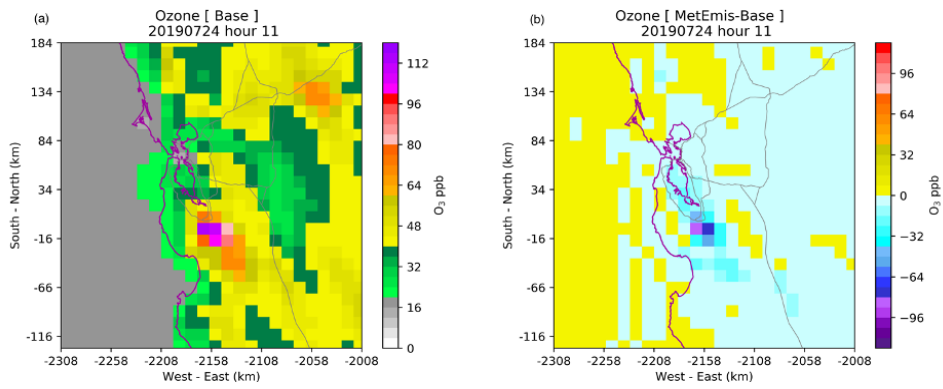 (a)
Ozone [ Base ]
20190724 hour 11
184
134
84
34
-16
-66
-116
South - North (km)
-2308 -2258 -2208 -2158 -2108 -2058 -2008
West - East (km)
112
96
80
64
48
32
16
0
O₃ ppb
(b)
Ozone [ MetEmis-Base ]
20190724 hour 11
184
134
84
34
-16
-66
-116
South - North (km)
-2308 -2258 -2208 -2158 -2108 -2058 -2008
West - East (km)
96
64
32
0
-32
-64
-96
O₃ ppb